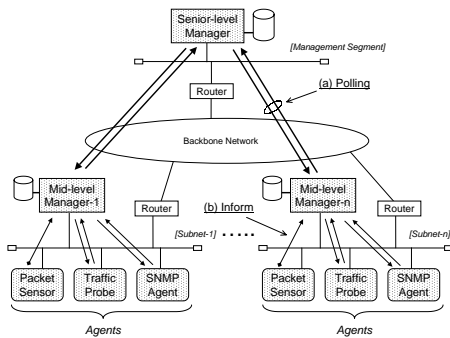 Senior-level
Manager
[Management Segment]
(a) Polling
Router
Backbone Network
Mid-level
Manager-1
Router
(b) Inform
Mid-level
Manager-n
Router
[Subnet-1]
.....
[Subnet-n]
Packet
Sensor
Traffic
Probe
SNMP
Agent
Packet
Sensor
Traffic
Probe
SNMP
Agent
Agents
Agents